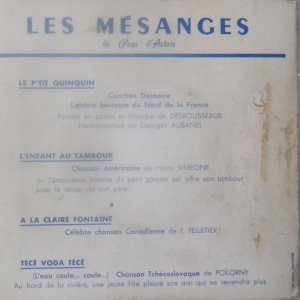 LES MÉSANGES
du Pays d'Artois
LE P'TIT QUINQUIN
Canchon Dormoire
Célèbre berceuse du Nord de la France
Paroles en patois et Musique de DESROUSSEAUX
Harmonisation de Georges AUBANEL
L'ENFANT AU TAMBOUR
Chanson Américaine de Harry SIMEONE
ou l'émouvante histoire du petit garçon qui offre son tambour
pour le retour de son père.
A LA CLAIRE FONTAINE
Célèbre chanson Canadienne de F. PELLETIER
TÉCÉ VODA TÉCÉ
(L'eau coule... coule...) Chanson Tchécoslovaque de POKORNY
Au bord de la rivière, une jeune fille pleure son ami qui ne reviendra plus.